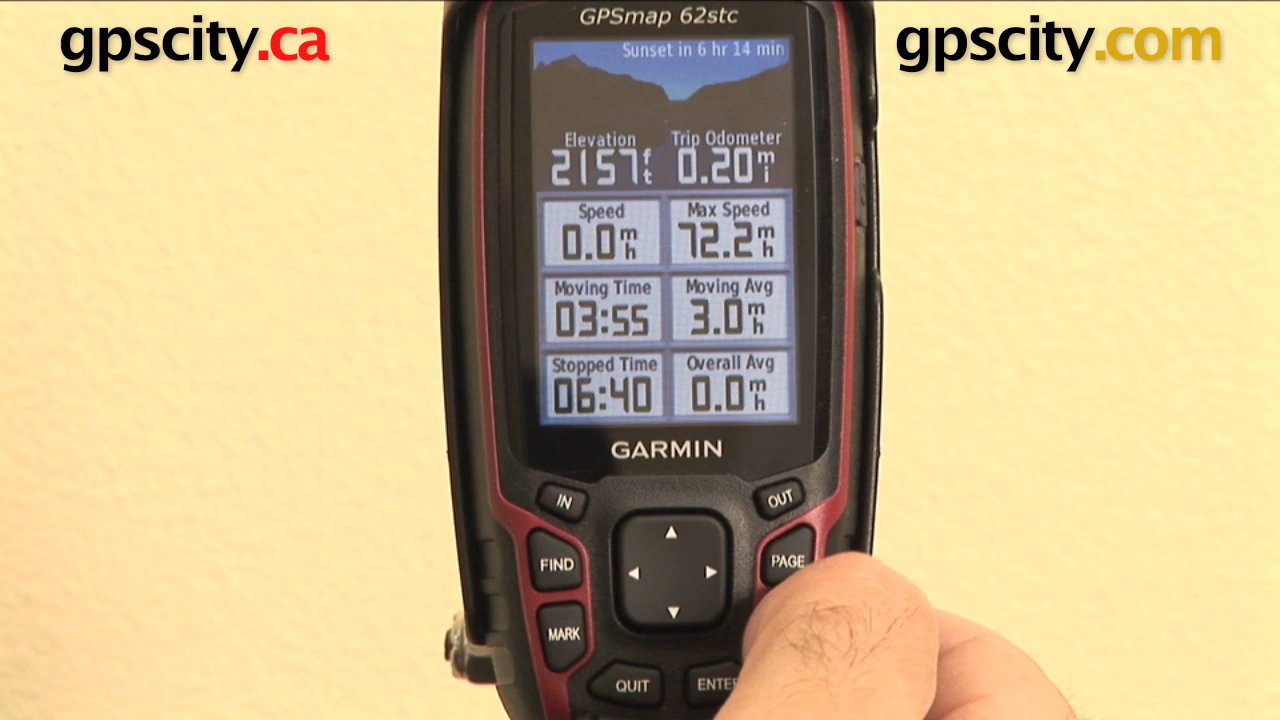 gpscity.ca
gpscity.com
GPSmap 62stc
Sunset in 6 hr 14 min
Elevation Trip Odometer
2157ft 0.20mi
Speed Max Speed
0.0mh 72.2mh
Moving Time Moving Avg
03:55 3.0mh
Stopped Time Overall Avg
06:40 0.0mh
GARMIN
IN OUT
FIND PAGE
MARK
QUIT ENTE